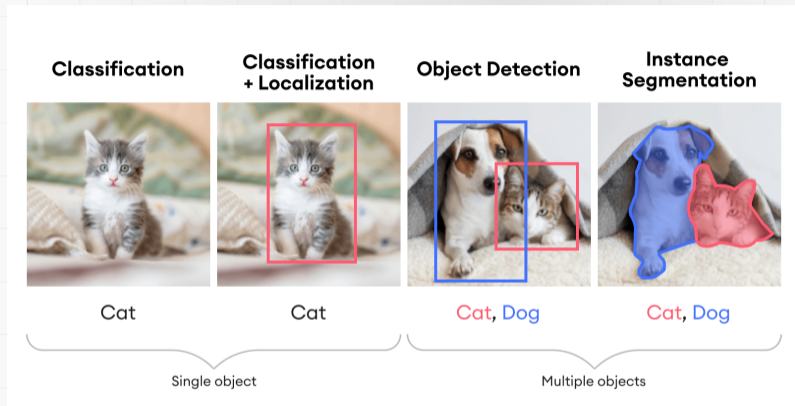 Classification
Classification
+ Localization
Object Detection
Instance
Segmentation
Cat
Cat
Cat, Dog
Cat, Dog
Single object
Multiple objects